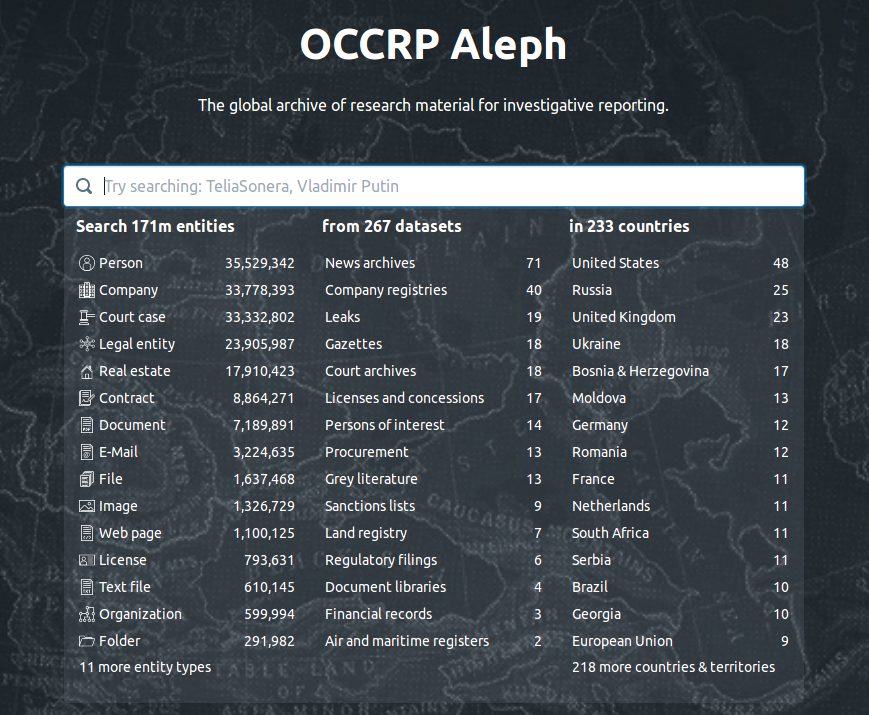 OCCRP Aleph
The global archive of research material for investigative reporting.
Try searching: TeliaSonera, Vladimir Putin
Search 171m entities
Person 35,529,342
Company 33,778,393
Court case 33,332,802
Legal entity 23,905,987
Real estate 17,910,423
Contract 8,864,271
Document 7,189,891
E-Mail 3,224,635
File 1,637,468
Image 1,326,729
Web page 1,100,125
License 793,631
Text file 610,145
Organization 599,994
Folder 291,982
11 more entity types
from 267 datasets
News archives 71
Company registries 40
Leaks 19
Gazettes 18
Court archives 18
Licenses and concessions 17
Persons of interest 14
Procurement 13
Grey literature 13
Sanctions lists 9
Land registry 7
Regulatory filings 6
Document libraries 4
Financial records 3
Air and maritime registers 2
in 233 countries
United States 48
Russia 25
United Kingdom 23
Ukraine 18
Bosnia & Herzegovina 17
Moldova 13
Germany 12
Romania 12
France 11
Netherlands 11
South Africa 11
Serbia 11
Brazil 10
Georgia 10
European Union 9
218 more countries & territories